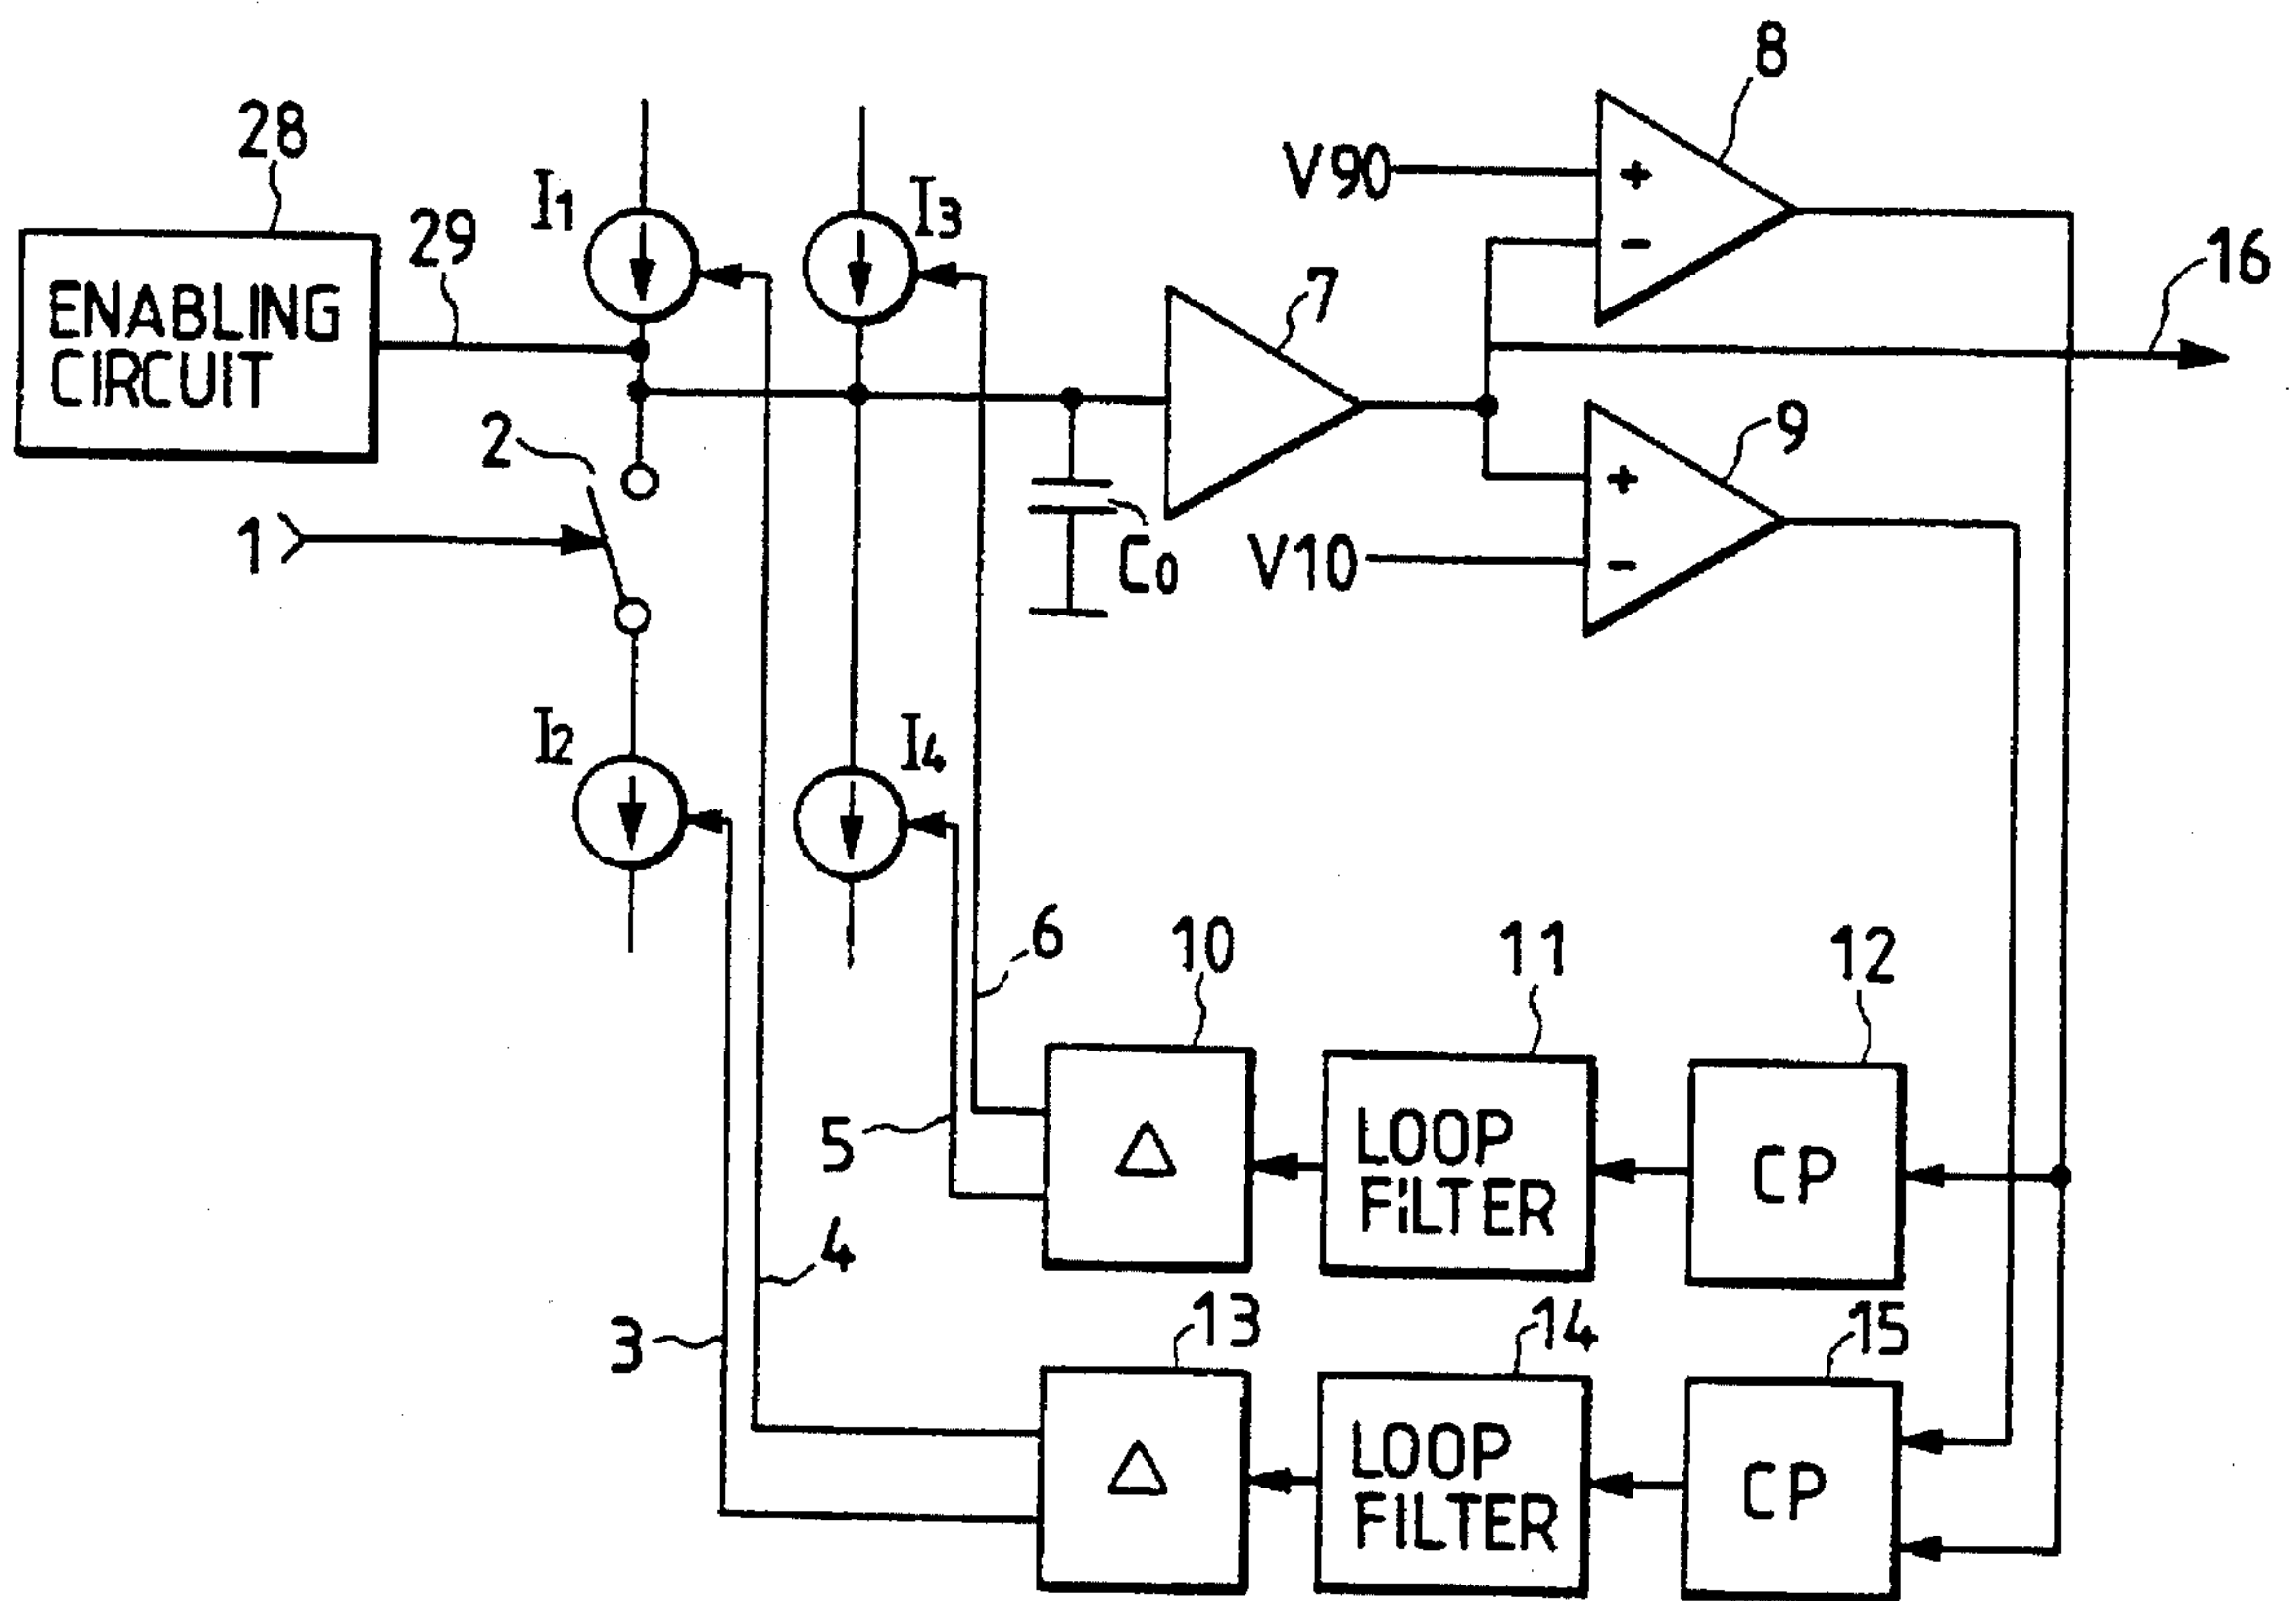 8
28
I1
I3
V90
+
-
29
16
7
ENABLING
CIRCUIT
2
9
+
1
C0
V10
-
I2
I4
6
10
11
12
5
△
LOOP
FILTER
CP
4
3
13
14
15
△
LOOP
FILTER
CP